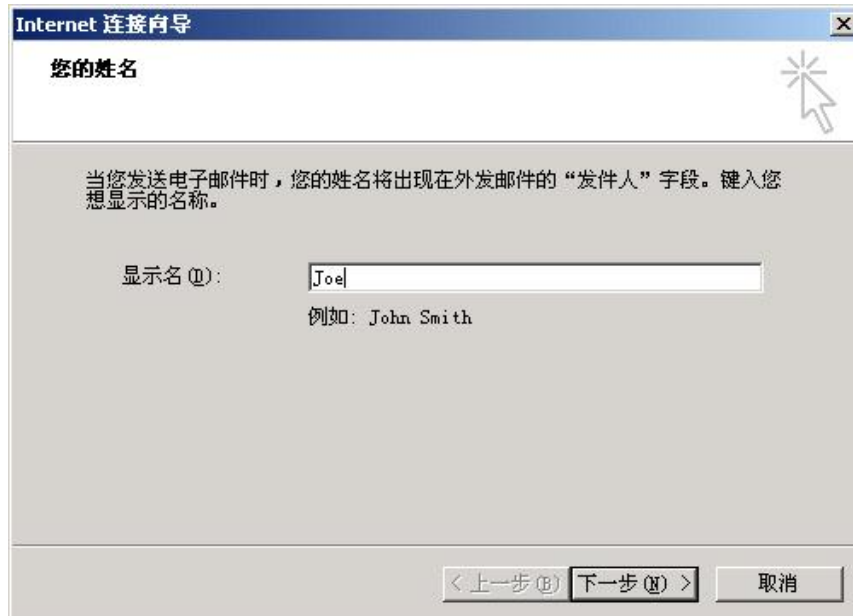 Internet 连接向导
您的姓名
当您发送电子邮件时，您的姓名将出现在外发邮件的“发件人”字段。键入您
想显示的名称。
显示名(D): Joe
例如: John Smith
< 上一步(B) 下一步(N) > 取消